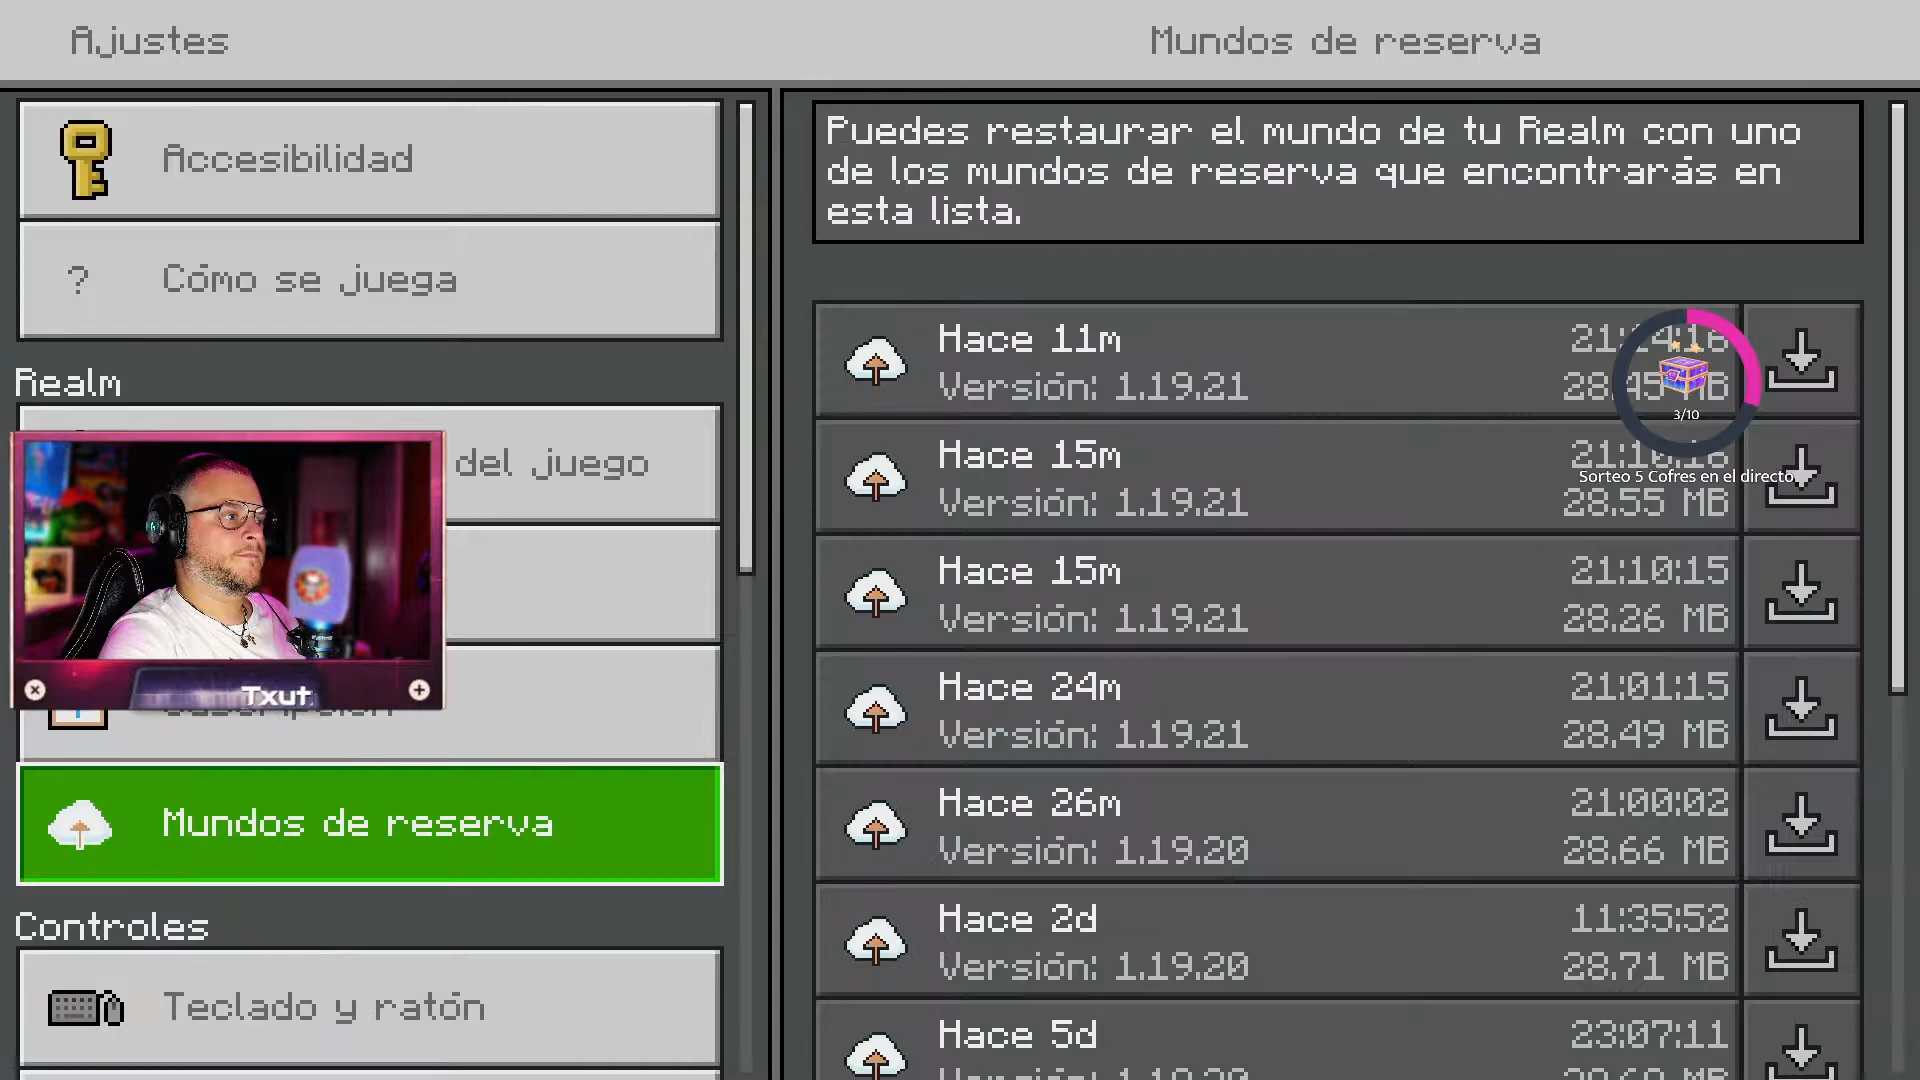 Ajustes
Mundos de reserva
Accesibilidad
?
Cómo se juega
Realm
del juego
Txut
Mundos de reserva
Controles
Teclado y ratón
Puedes restaurar el mundo de tu Realm con uno
de los mundos de reserva que encontrarás en
esta lista.
Hace 11m
Versión: 1.19.21
3/10
Sorteo 5 Cofres en el directo
Hace 15m
Versión: 1.19.21
28.55 MB
Hace 15m
21:10:15
Versión: 1.19.21
28.26 MB
Hace 24m
21:01:15
Versión: 1.19.21
28.49 MB
Hace 26m
21:00:02
Versión: 1.19.20
28.66 MB
Hace 2d
11:35:52
Versión: 1.19.20
28.71 MB
Hace 5d
23:07:11